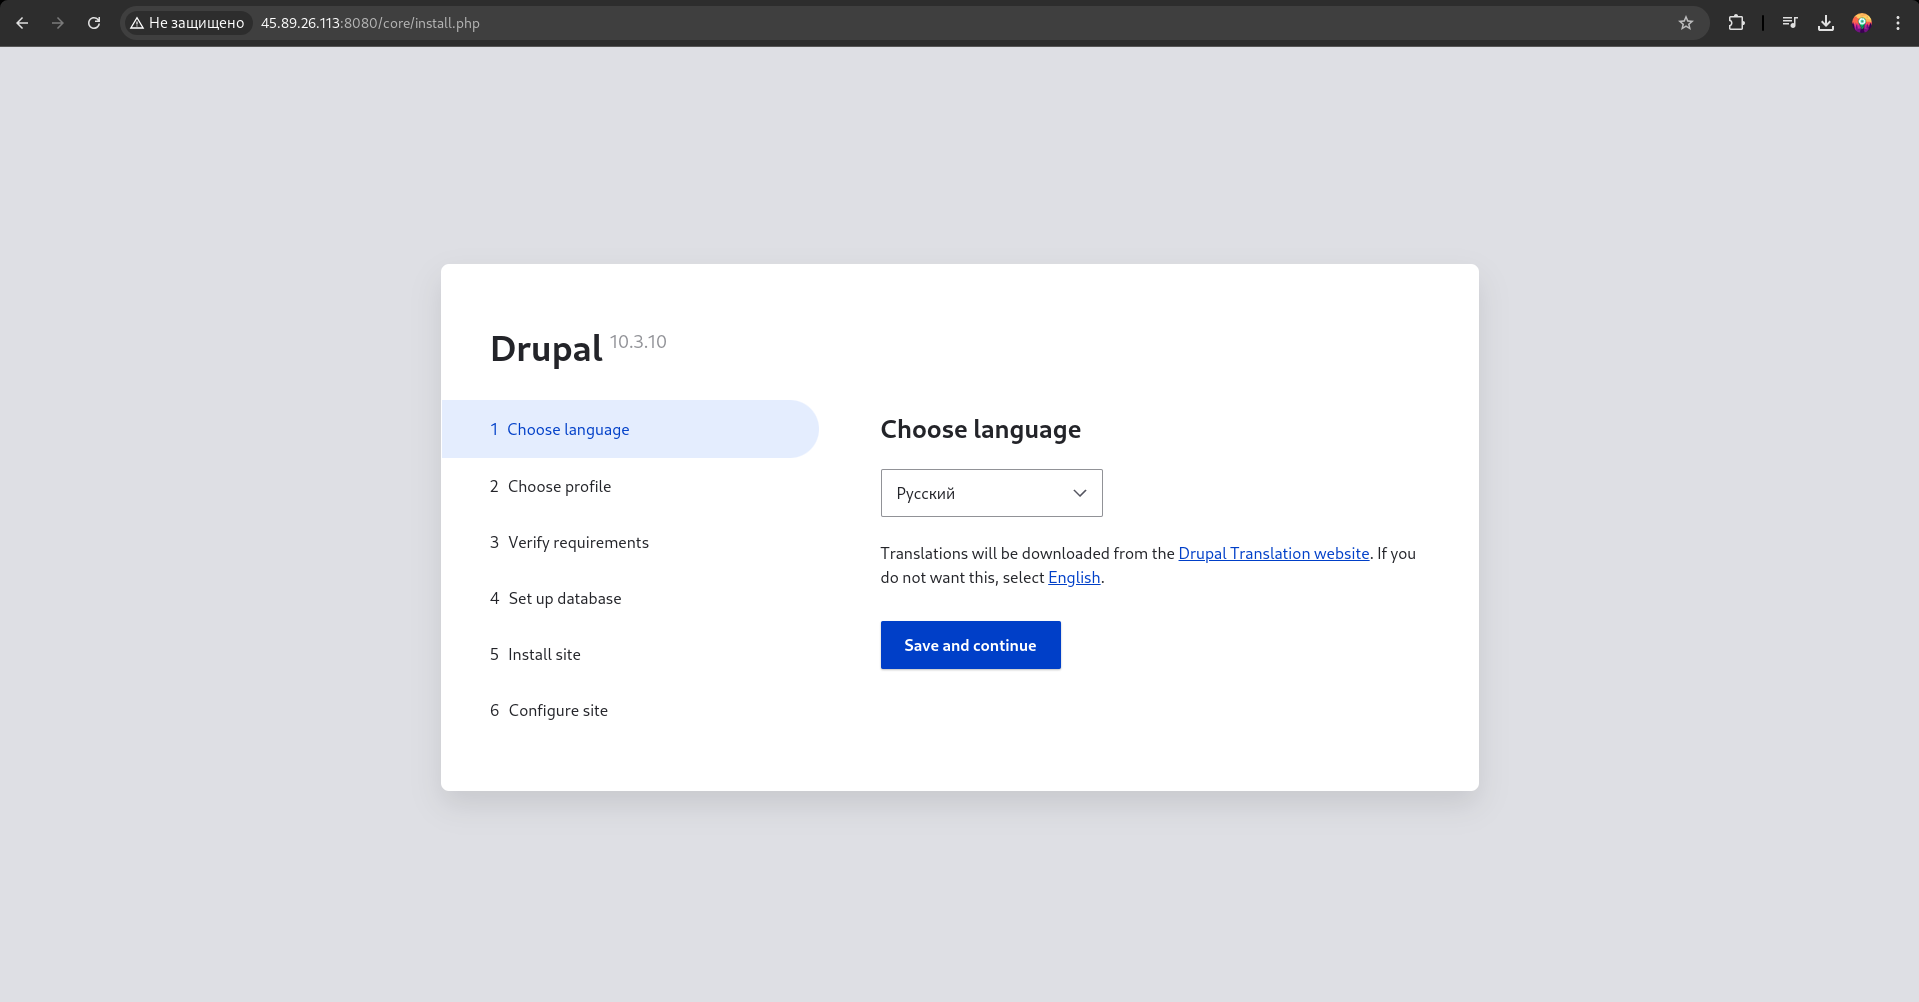 Не защищено 45.89.26.113:8080/core/install.php
Drupal 10.3.10
1 Choose language
2 Choose profile
3 Verify requirements
4 Set up database
5 Install site
6 Configure site
Choose language
Русский
Translations will be downloaded from the Drupal Translation website. If you
do not want this, select English.
Save and continue